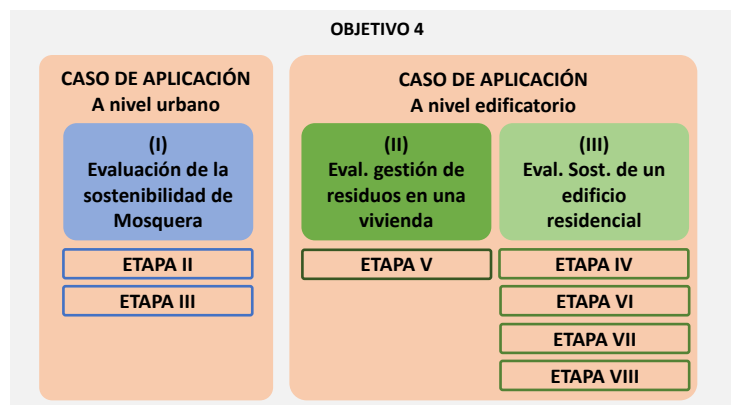 OBJETIVO 4
CASO DE APLICACIÓN
A nivel urbano
(I)
Evaluación de la
sostenibilidad de
Mosquera
ETAPA II
ETAPA III
CASO DE APLICACIÓN
A nivel edificatorio
(II)
Eval. gestión de
residuos en una
vivienda
ETAPA V
(III)
Eval. Sost. de un
edificio
residencial
ETAPA IV
ETAPA VI
ETAPA VII
ETAPA VIII